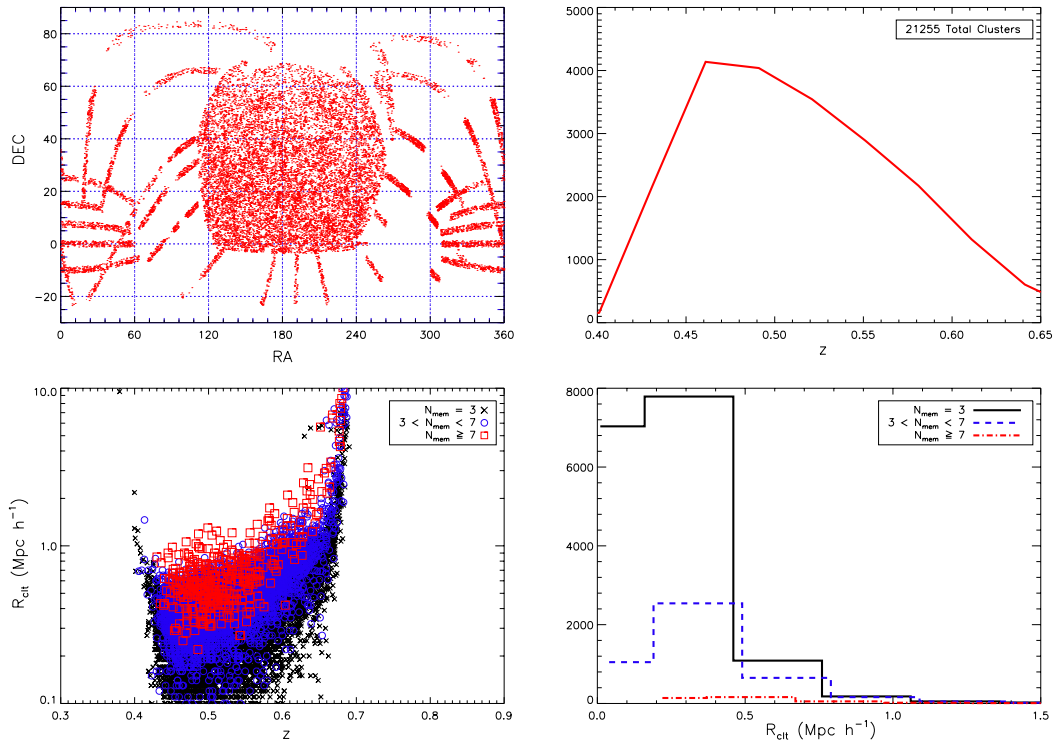 80
60
40
20
0
−20
DEC
0 60 120 180 240 300 360
RA
21255 Total Clusters
5000
4000
3000
2000
1000
0
0.40 0.45 0.50 0.55 0.60 0.65
z
N_mem = 3 ×
3 < N_mem < 7 ○
N_mem ≧ 7 □
10.0
1.0
0.1
R_clt (Mpc h⁻¹)
0.3 0.4 0.5 0.6 0.7 0.8 0.9
z
N_mem = 3
3 < N_mem < 7
N_mem ≧ 7
8000
6000
4000
2000
0
0.0 0.5 1.0 1.5
R_clt (Mpc h⁻¹)